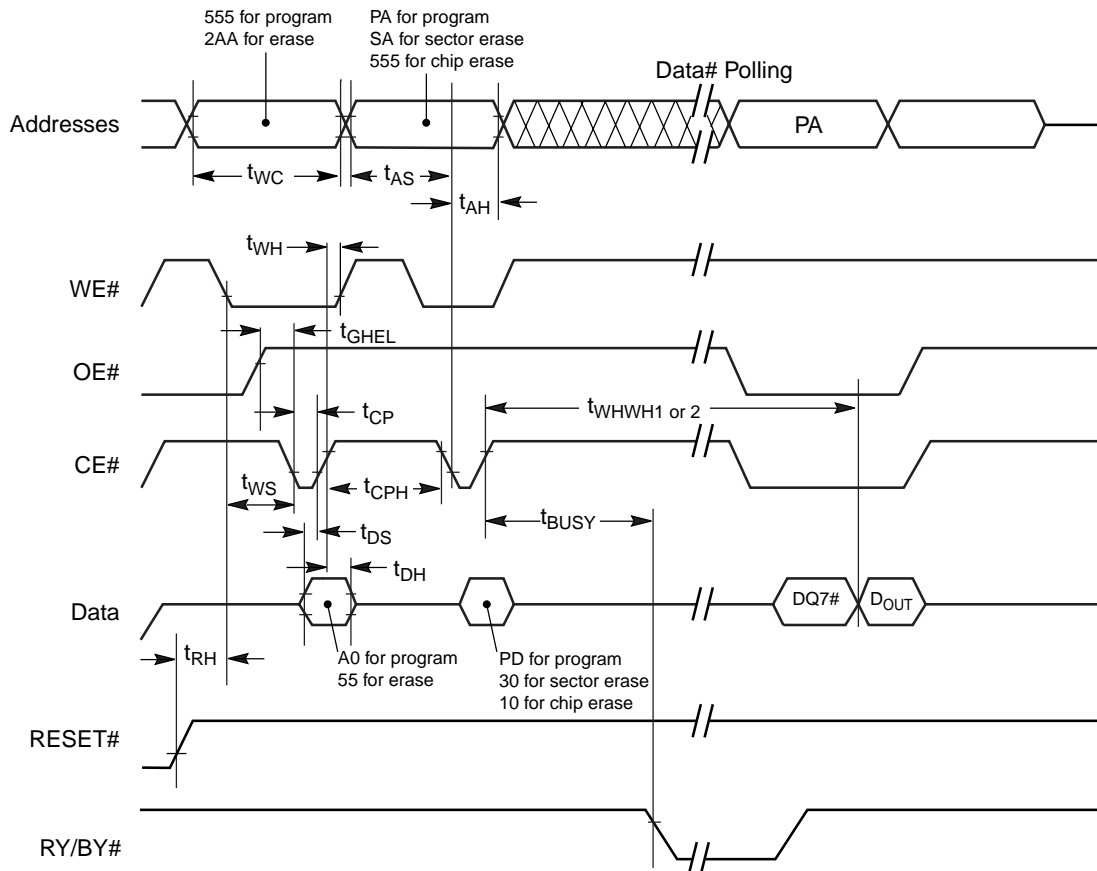 555 for program
2AA for erase
PA for program
SA for sector erase
555 for chip erase
Data# Polling
Addresses
PA
tWC
tAS
tAH
tWH
WE#
tGHEL
OE#
tWHWH1 or 2
tCP
CE#
tWS
tCPH
tBUSY
tDS
tDH
Data
DQ7#
DOUT
tRH
A0 for program
55 for erase
PD for program
30 for sector erase
10 for chip erase
RESET#
RY/BY#